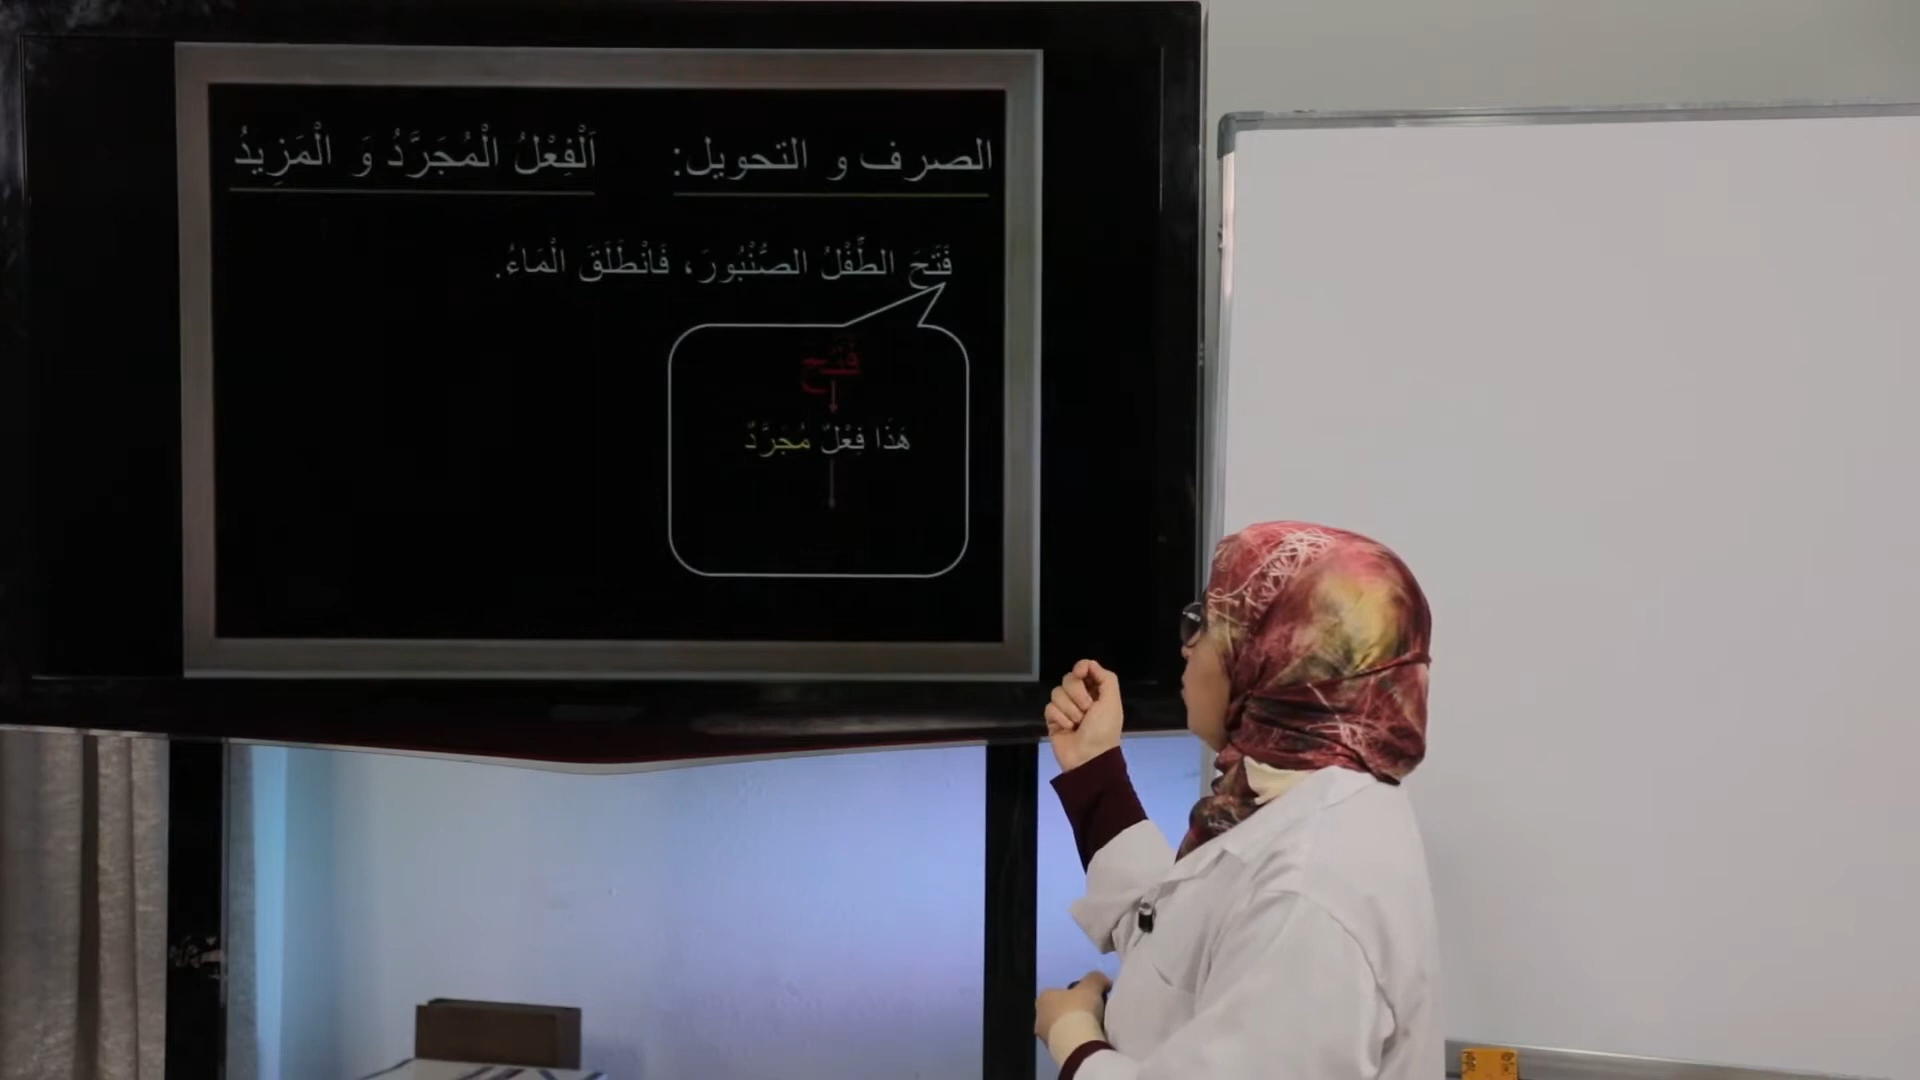 الصرف و التحويل: اَلْفِعْلُ الْمُجَرَّدُ وَ الْمَزِيدُ
فَتَحَ الطِّفْلُ الصُّنْبُورَ، فَانْطَلَقَ الْمَاءُ.
فَتَحَ
هَذَا فِعْلٌ مُجَرَّدٌ